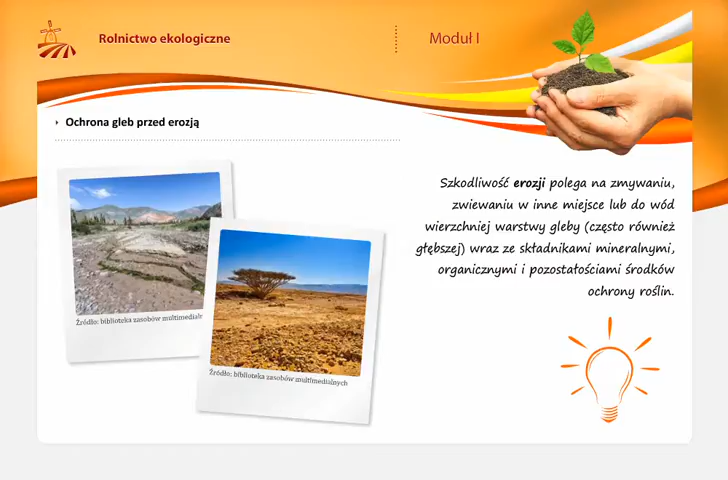 Rolnictwo ekologiczne
Moduł I
Ochrona gleb przed erozją
Szkodliwość erozji polega na zmywaniu,
zwiewaniu w inne miejsce lub do wód
wierzchniej warstwy gleby (często również
głębszej) wraz ze składnikami mineralnymi,
organicznymi i pozostałościami środków
ochrony roślin.
Źródło: biblioteka zasobów multimedialn
Źródło: biblioteka zasobów multimedialnych